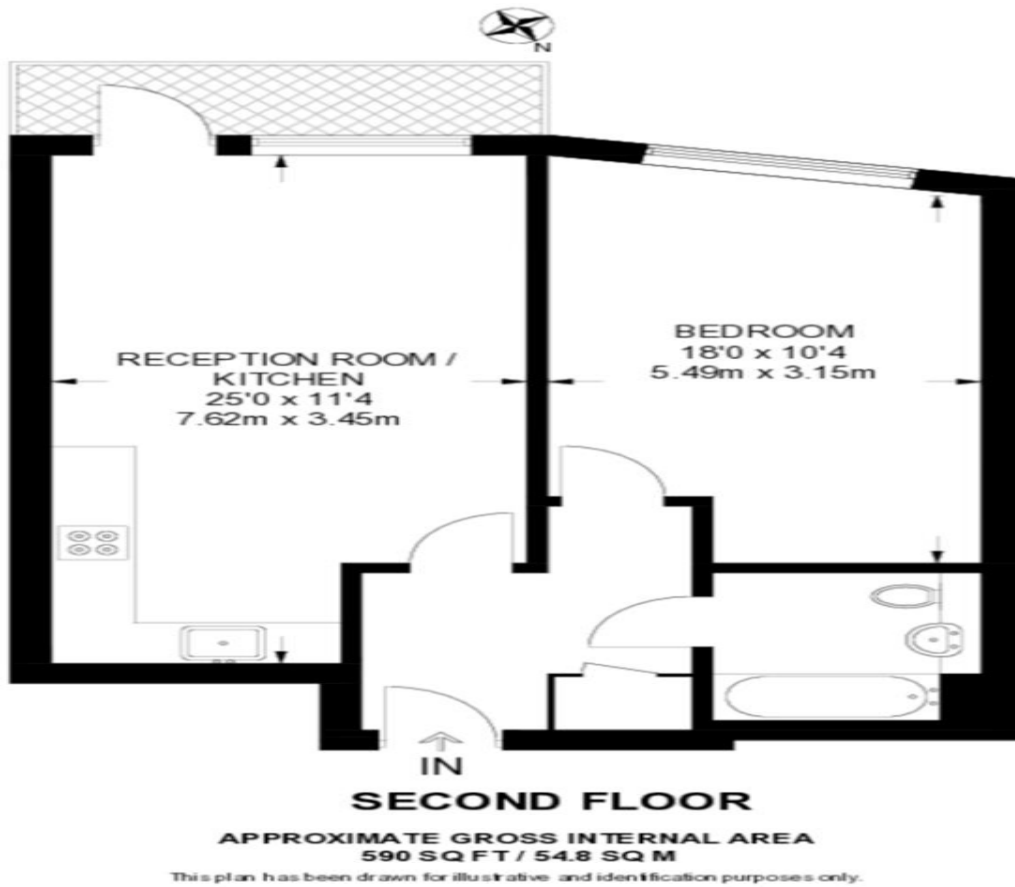 N
RECEPTION ROOM /
KITCHEN
25'0 x 11'4
7.62m x 3.45m
BEDROOM
18'0 x 10'4
5.49m x 3.15m
IN
SECOND FLOOR
APPROXIMATE GROSS INTERNAL AREA
590 SQ FT / 54.8 SQ M
This plan has been drawn for illustrative and identification purposes only.